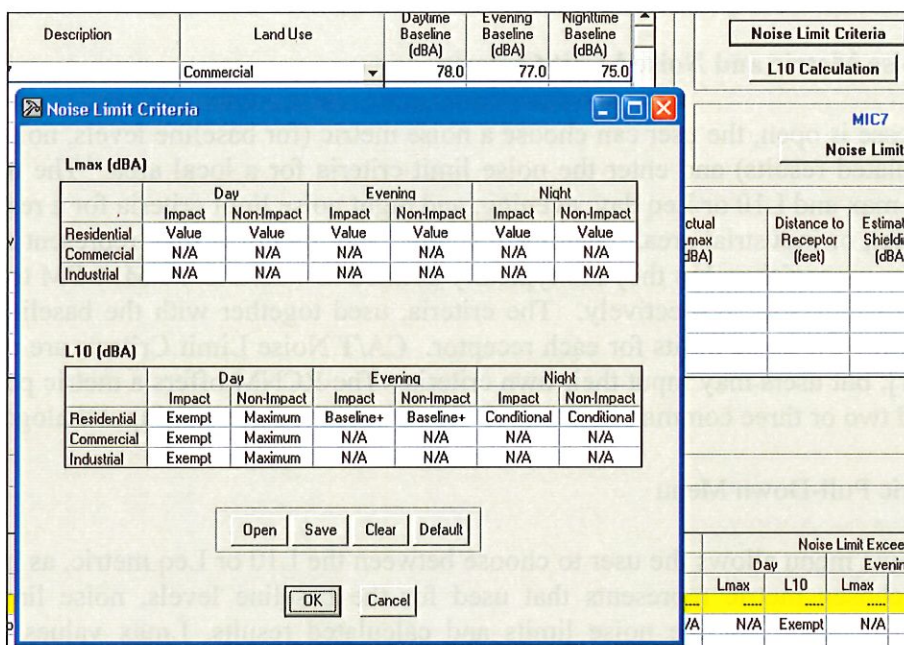 Description Land Use Daytime Baseline (dBA) Evening Baseline (dBA) Nighttime Baseline (dBA)
Commercial 78.0 77.0 75.0
Noise Limit Criteria
L10 Calculation
MIC7
Noise Limit
Lmax (dBA) Distance to Receptor (feet)
Noise Limit Criteria
Lmax (dBA)
Day Evening Night
Impact Non-Impact Impact Non-Impact Impact Non-Impact
Residential Value Value Value Value Value Value
Commercial N/A N/A N/A N/A N/A N/A
Industrial N/A N/A N/A N/A N/A N/A
L10 (dBA)
Day Evening Night
Impact Non-Impact Impact Non-Impact Impact Non-Impact
Residential Exempt Maximum Baseline+ Baseline+ Conditional Conditional
Commercial Exempt Maximum N/A N/A N/A N/A
Industrial Exempt Maximum N/A N/A N/A N/A
Open Save Clear Default
OK Cancel
Noise Limit
Day
Lmax L10 Lmax
----- ----- -----
N/A Exempt N/A